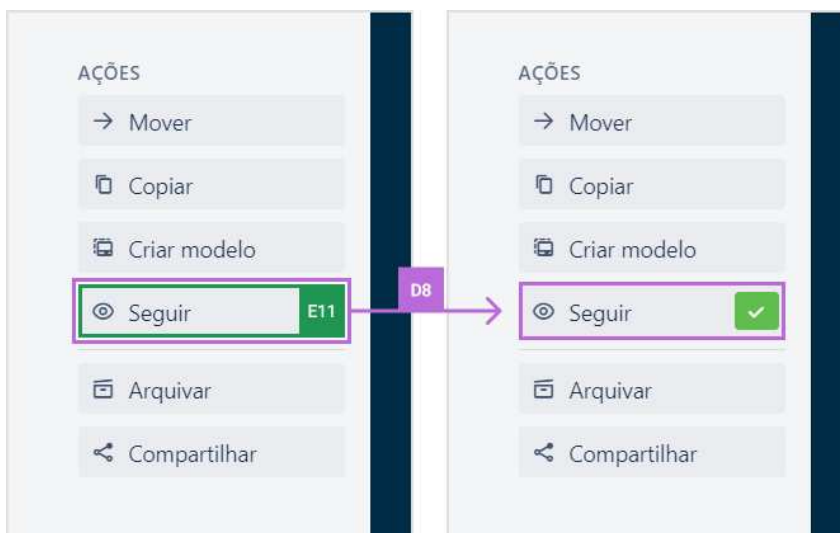 AÇÕES
Mover
Copiar
Criar modelo
Seguir E11
Arquivar
Compartilhar
D8
AÇÕES
Mover
Copiar
Criar modelo
Seguir
Arquivar
Compartilhar